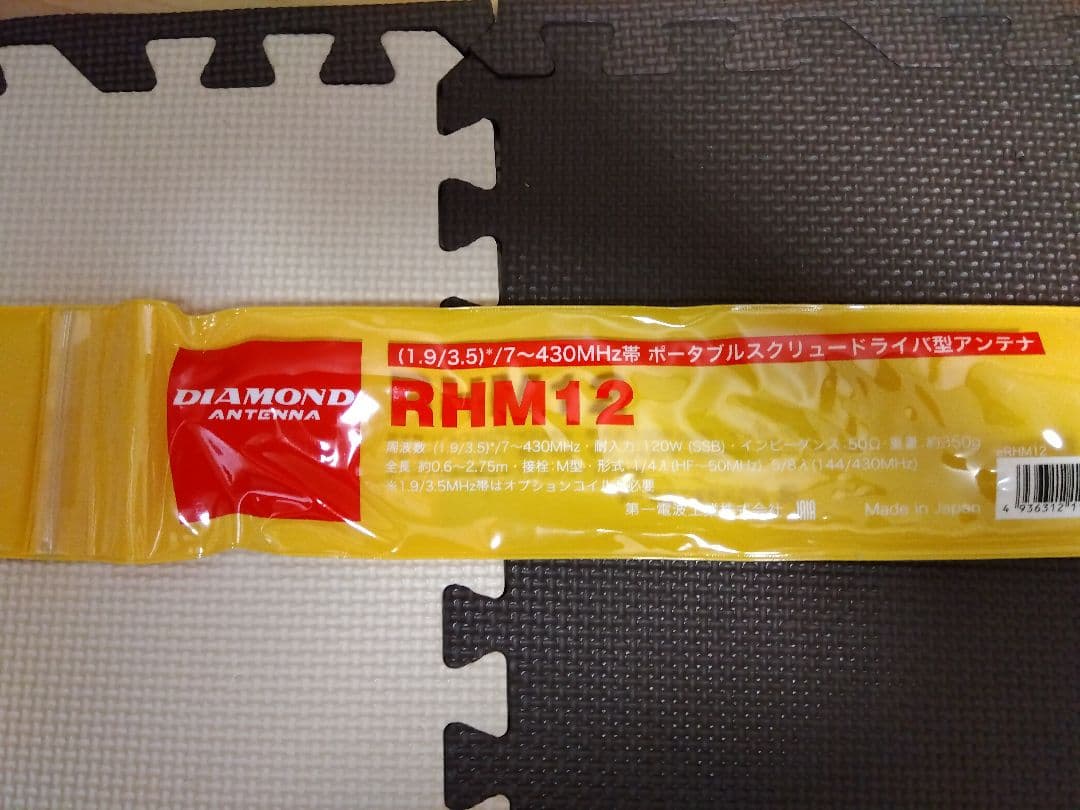 DIAMOND
ANTENNA
(1.9/3.5)*/7〜430MHz帯 ポータブルスクリュードライバ型アンテナ
RHM12
周波数:(1.9/3.5)*/7〜430MHz・耐入力:120W (SSB)・インピーダンス:50Ω・重量:約350g
全長:約0.6〜2.75m・接栓:M型・形式:1/4λ(HF〜50MHz) 5/8λ(144/430MHz)
※1.9/3.5MHz帯はオプションコイルが必要
第一電波工業株式会社 JAIA Made in Japan
RHM12
4 936312 1